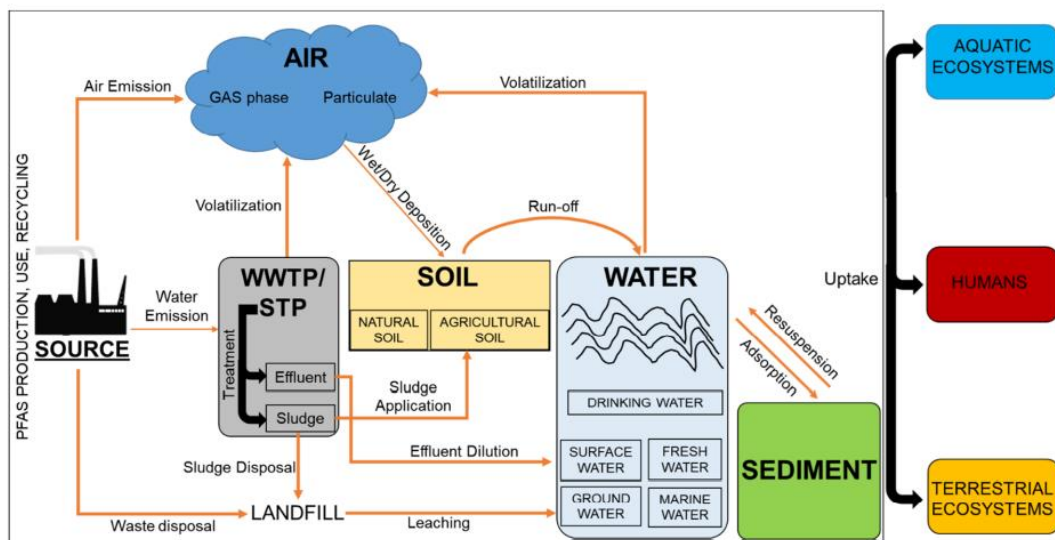 PFAS PRODUCTION, USE, RECYCLING
AIR
GAS phase
Particulate
Air Emission
Volatilization
Volatilization
Wet/Dry Deposition
Run-off
SOURCE
Water
Emission
WWTP/
STP
Treatment
Effluent
Sludge
SOIL
NATURAL
SOIL
AGRICULTURAL
SOIL
Sludge
Application
Effluent Dilution
Sludge Disposal
Waste disposal
LANDFILL
Leaching
WATER
DRINKING WATER
SURFACE
WATER
FRESH
WATER
GROUND
WATER
MARINE
WATER
Resuspension
Adsorption
SEDIMENT
Uptake
AQUATIC
ECOSYSTEMS
HUMANS
TERRESTRIAL
ECOSYSTEMS